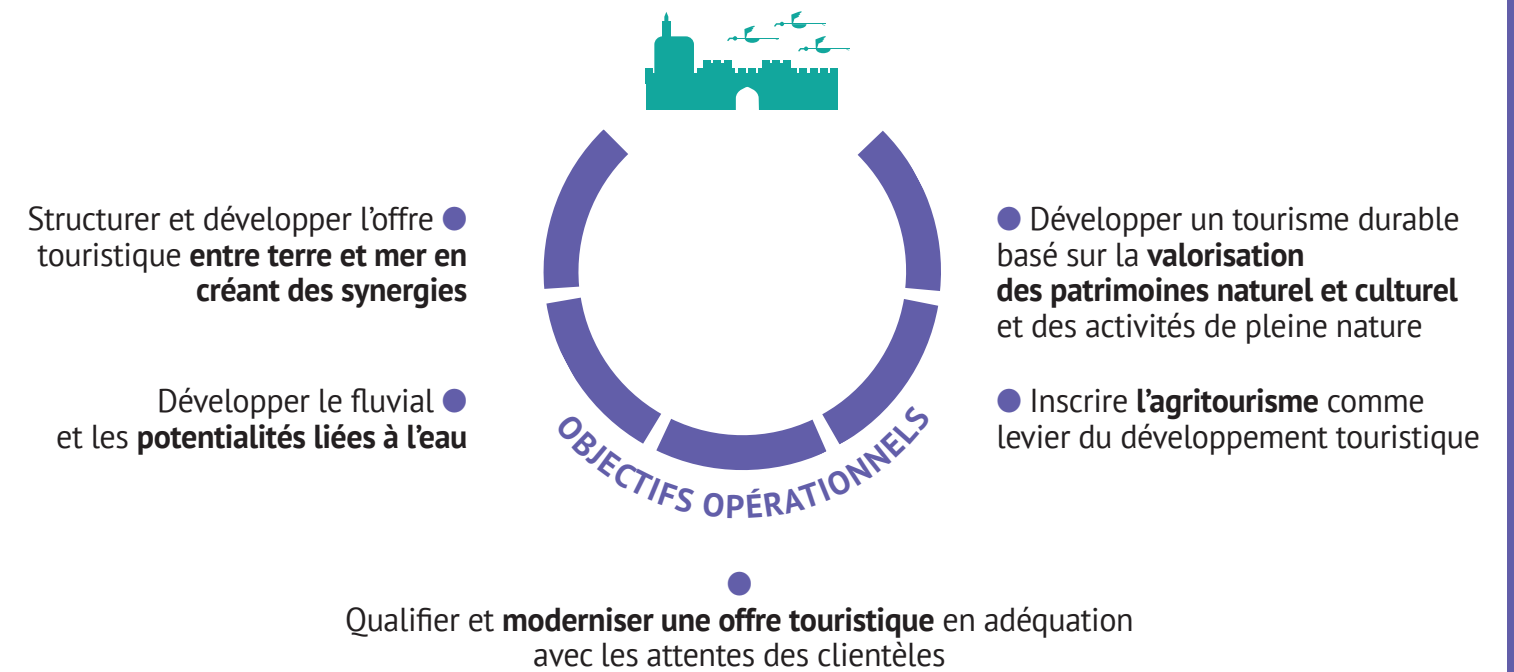 Structurer et développer l’offre ●
touristique entre terre et mer en
créant des synergies
Développer le fluvial ●
et les potentialités liées à l’eau
● Développer un tourisme durable
basé sur la valorisation
des patrimoines naturel et culturel
et des activités de pleine nature
● Inscrire l’agritourisme comme
levier du développement touristique
OBJECTIFS OPÉRATIONNELS
●
Qualifier et moderniser une offre touristique en adéquation
avec les attentes des clientèles